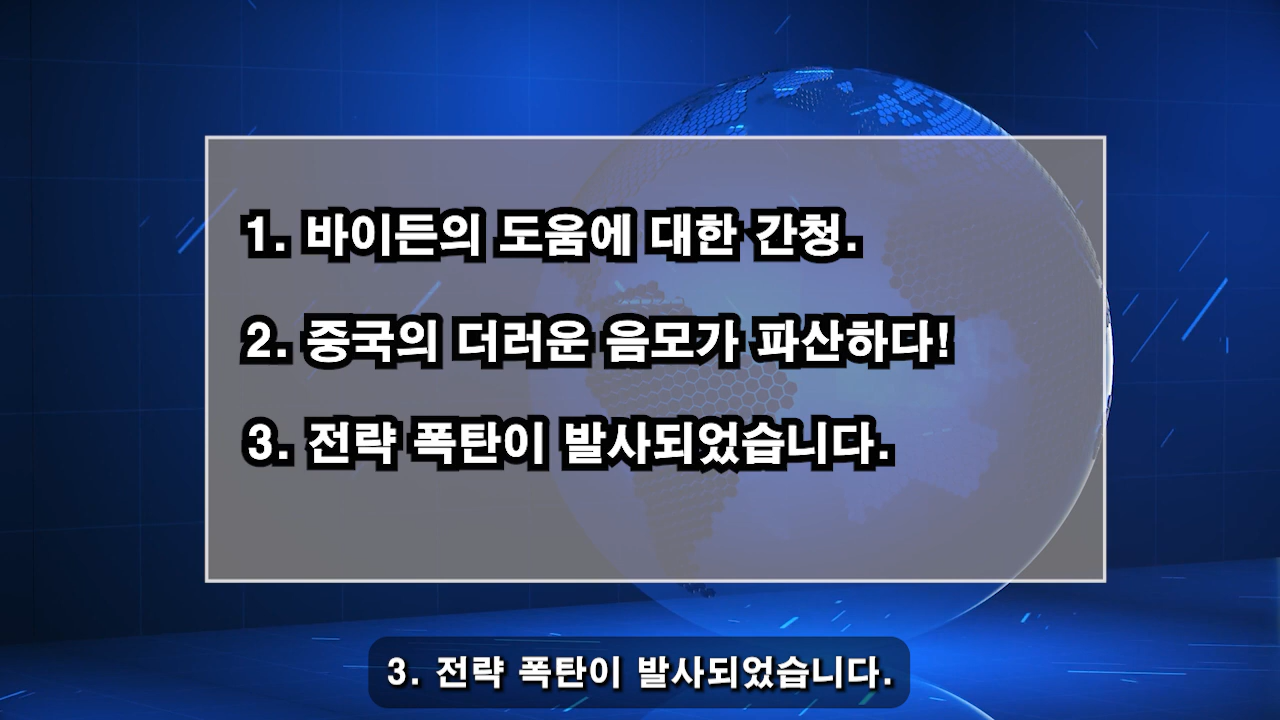 1. 바이든의 도움에 대한 간청.
2. 중국의 더러운 음모가 파산하다!
3. 전략 폭탄이 발사되었습니다.
3. 전략 폭탄이 발사되었습니다.